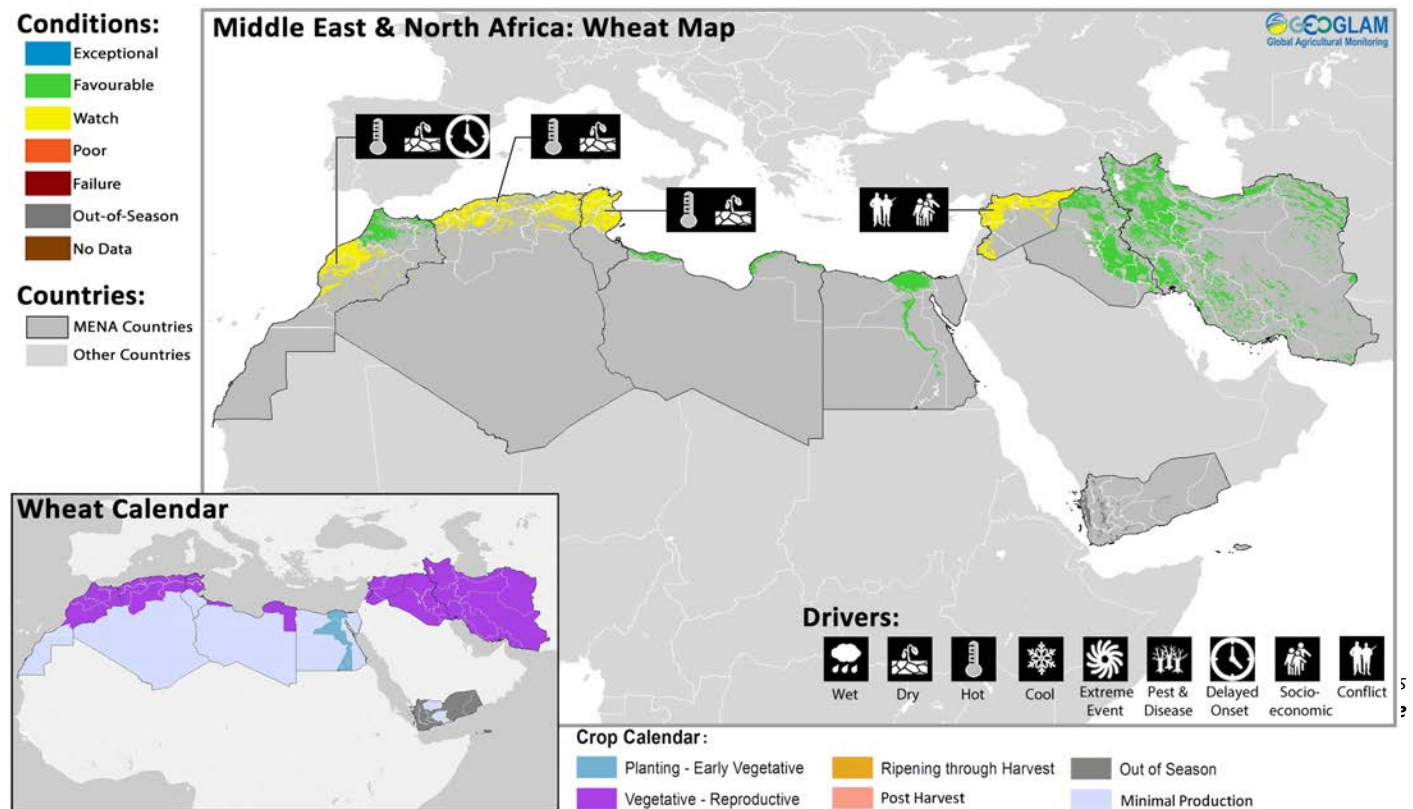 Conditions:
Exceptional
Favourable
Watch
Poor
Failure
Out-of-Season
No Data
Countries:
MENA Countries
Other Countries
Middle East & North Africa: Wheat Map
GEOGLAM
Global Agricultural Monitoring
Wheat Calendar
Drivers:
Wet
Dry
Hot
Cool
Extreme
Event
Pest &
Disease
Delayed
Onset
Socio-
economic
Conflict
Crop Calendar:
Planting - Early Vegetative
Ripening through Harvest
Out of Season
Vegetative - Reproductive
Post Harvest
Minimal Production